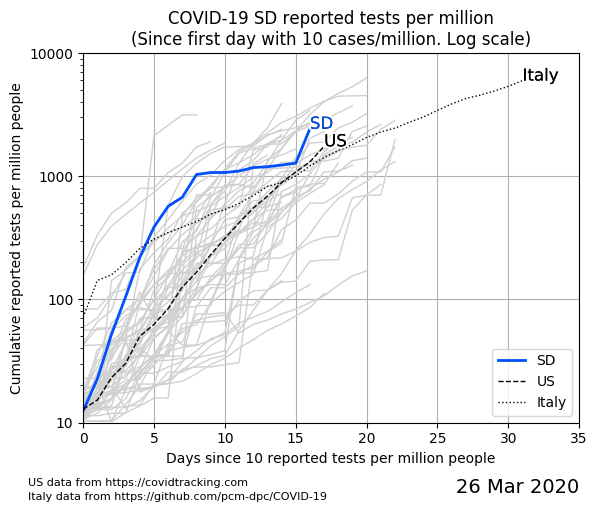 COVID-19 SD reported tests per million
(Since first day with 10 cases/million. Log scale)
Cumulative reported tests per million people
10000
1000
100
10
Italy
SD
US
SD
US
Italy
0 5 10 15 20 25 30 35
Days since 10 reported tests per million people
US data from https://covidtracking.com
Italy data from https://github.com/pcm-dpc/COVID-19
26 Mar 2020